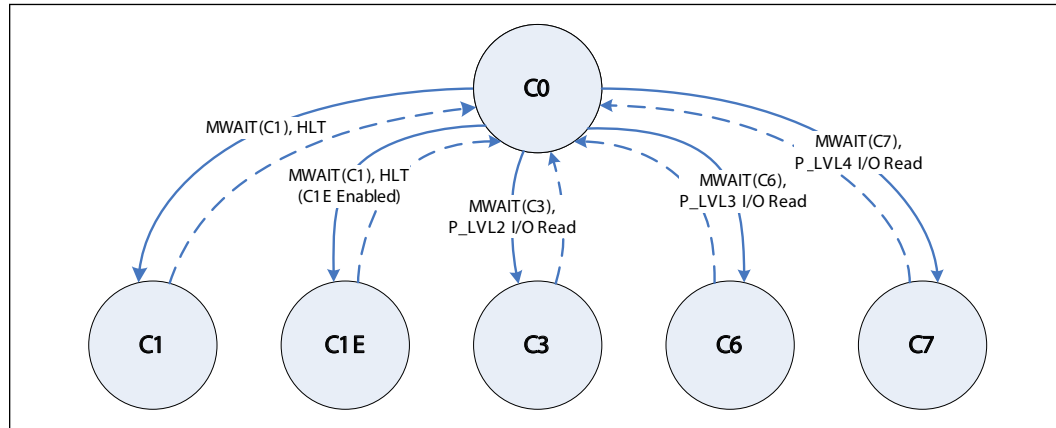 C0
MWAIT(C1), HLT
MWAIT(C1), HLT
(C1E Enabled)
MWAIT(C3),
P_LVL2 I/O Read
MWAIT(C6),
P_LVL3 I/O Read
MWAIT(C7),
P_LVL4 I/O Read
C1
C1E
C3
C6
C7